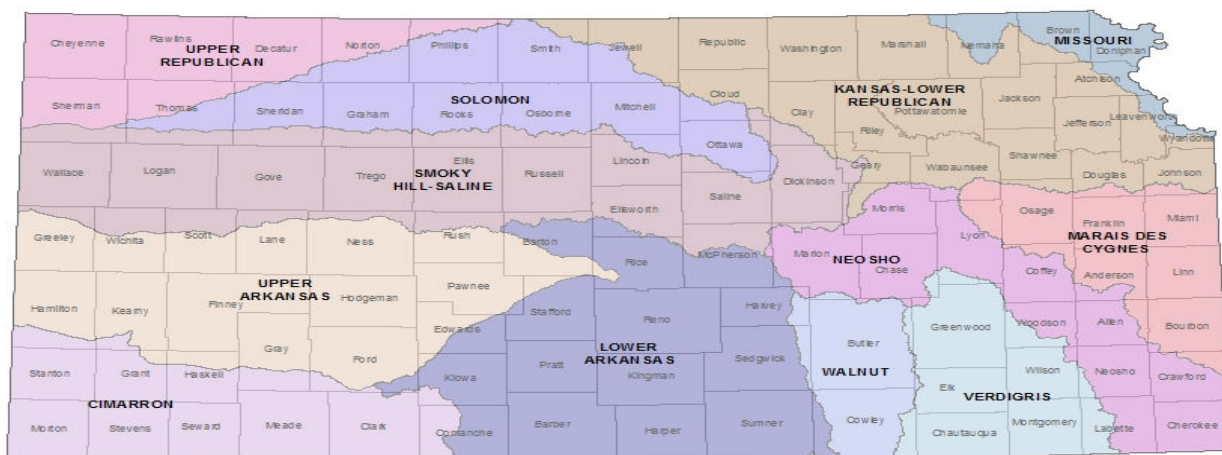 Cheyenne
Rawlins
Decatur
Norton
Phillips
Smith
Jewell
Republic
Washington
Marshall
Nemaha
Brown
Doniphan
UPPER
REPUBLICAN
MISSOURI
Atchison
Sherman
Thomas
Sheridan
Graham
Rooks
Osborne
Mitchell
Cloud
Clay
Riley
Pottawatomie
Jackson
Jefferson
Leavenworth
Wyandotte
SOLOMON
KANSAS-LOWER
REPUBLICAN
Ottawa
Wallace
Logan
Gove
Trego
Ellis
Russell
Lincoln
Saline
Dickinson
Geary
Wabaunsee
Shawnee
Douglas
Johnson
SMOKY
HILL-SALINE
Ellsworth
Morris
Osage
Franklin
Miami
Greeley
Wichita
Scott
Lane
Ness
Rush
Barton
Rice
McPherson
Marion
Chase
Lyon
Coffey
Anderson
Linn
NEOSHO
MARAIS DES
CYGNES
Hamilton
Kearny
Finney
Hodgeman
Pawnee
Edwards
Stafford
Reno
Harvey
UPPER
ARKANSAS
Gray
Ford
Greenwood
Woodson
Allen
Bourbon
Stanton
Grant
Haskell
Kiowa
Pratt
Kingman
Sedgwick
Butler
Elk
Wilson
Neosho
Crawford
LOWER
ARKANSAS
WALNUT
VERDIGRIS
CIMARRON
Morton
Stevens
Seward
Meade
Clark
Comanche
Barber
Harper
Sumner
Cowley
Chautauqua
Montgomery
Labette
Cherokee